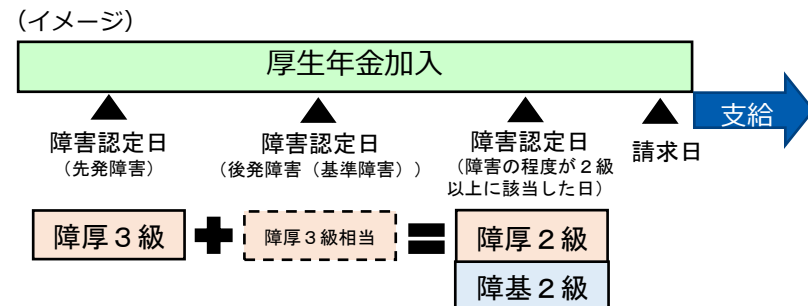 （イメージ）
厚生年金加入
支給
障害認定日
（先発障害）
障害認定日
（後発障害（基準障害））
障害認定日
（障害の程度が２級
以上に該当した日）
請求日
障厚３級
障厚３級相当
障厚２級
障基２級